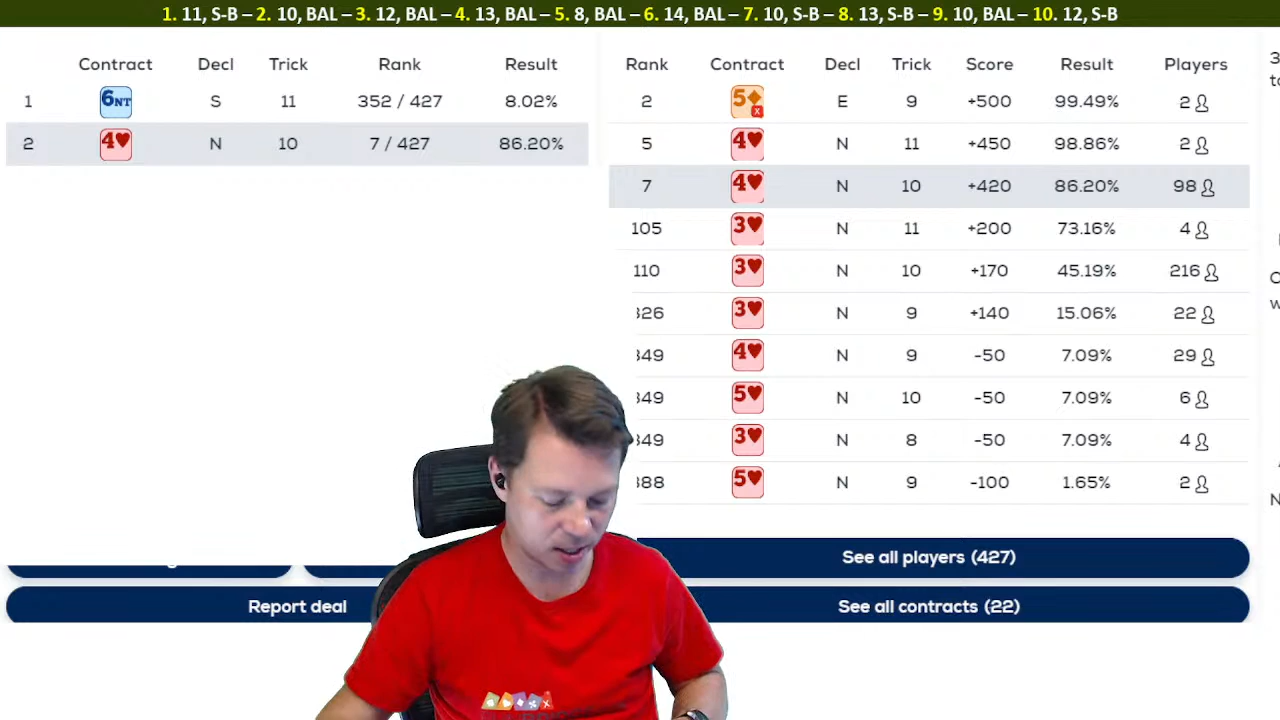 1. 11, S-B – 2. 10, BAL – 3. 12, BAL – 4. 13, BAL – 5. 8, BAL – 6. 14, BAL – 7. 10, S-B – 8. 13, S-B – 9. 10, BAL – 10. 12, S-B
Contract Decl Trick Rank Result
1 6NT S 11 352 / 427 8.02%
2 4♥ N 10 7 / 427 86.20%
Rank Contract Decl Trick Score Result Players
2 5♦ x E 9 +500 99.49% 2
5 4♥ N 11 +450 98.86% 2
7 4♥ N 10 +420 86.20% 98
105 3♥ N 11 +200 73.16% 4
110 3♥ N 10 +170 45.19% 216
326 3♥ N 9 +140 15.06% 22
349 4♥ N 9 -50 7.09% 29
349 5♥ N 10 -50 7.09% 6
349 3♥ N 8 -50 7.09% 4
388 5♥ N 9 -100 1.65% 2
See all players (427)
Report deal
See all contracts (22)